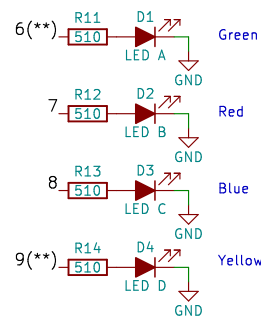 R11 D1
6(**) 510 Green
LED A
GND
R12 D2
7 510 Red
LED B
GND
R13 D3
8 510 Blue
LED C
GND
R14 D4
9(**) 510 Yellow
LED D
GND